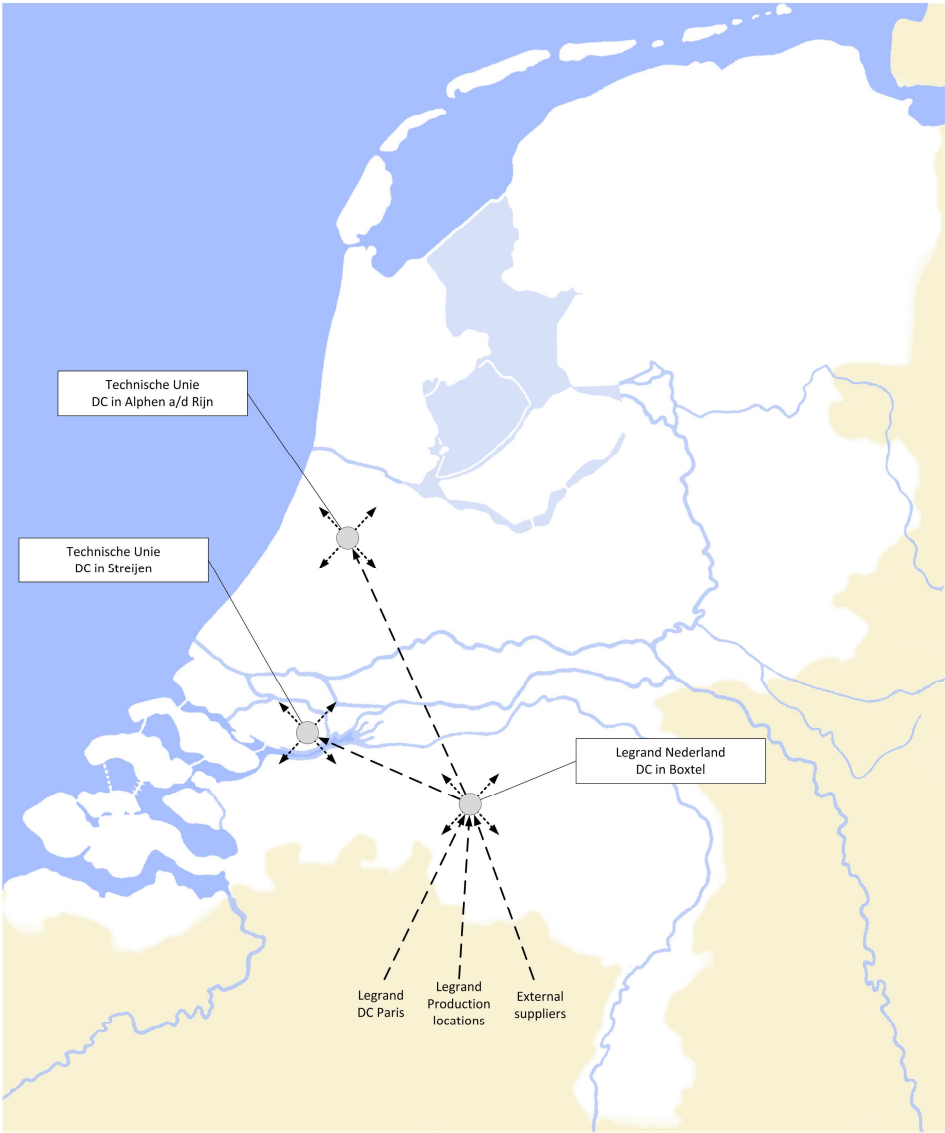 Technische Unie
DC in Alphen a/d Rijn
Technische Unie
DC in Streijen
Legrand Nederland
DC in Boxtel
Legrand
DC Paris
Legrand
Production
locations
External
suppliers